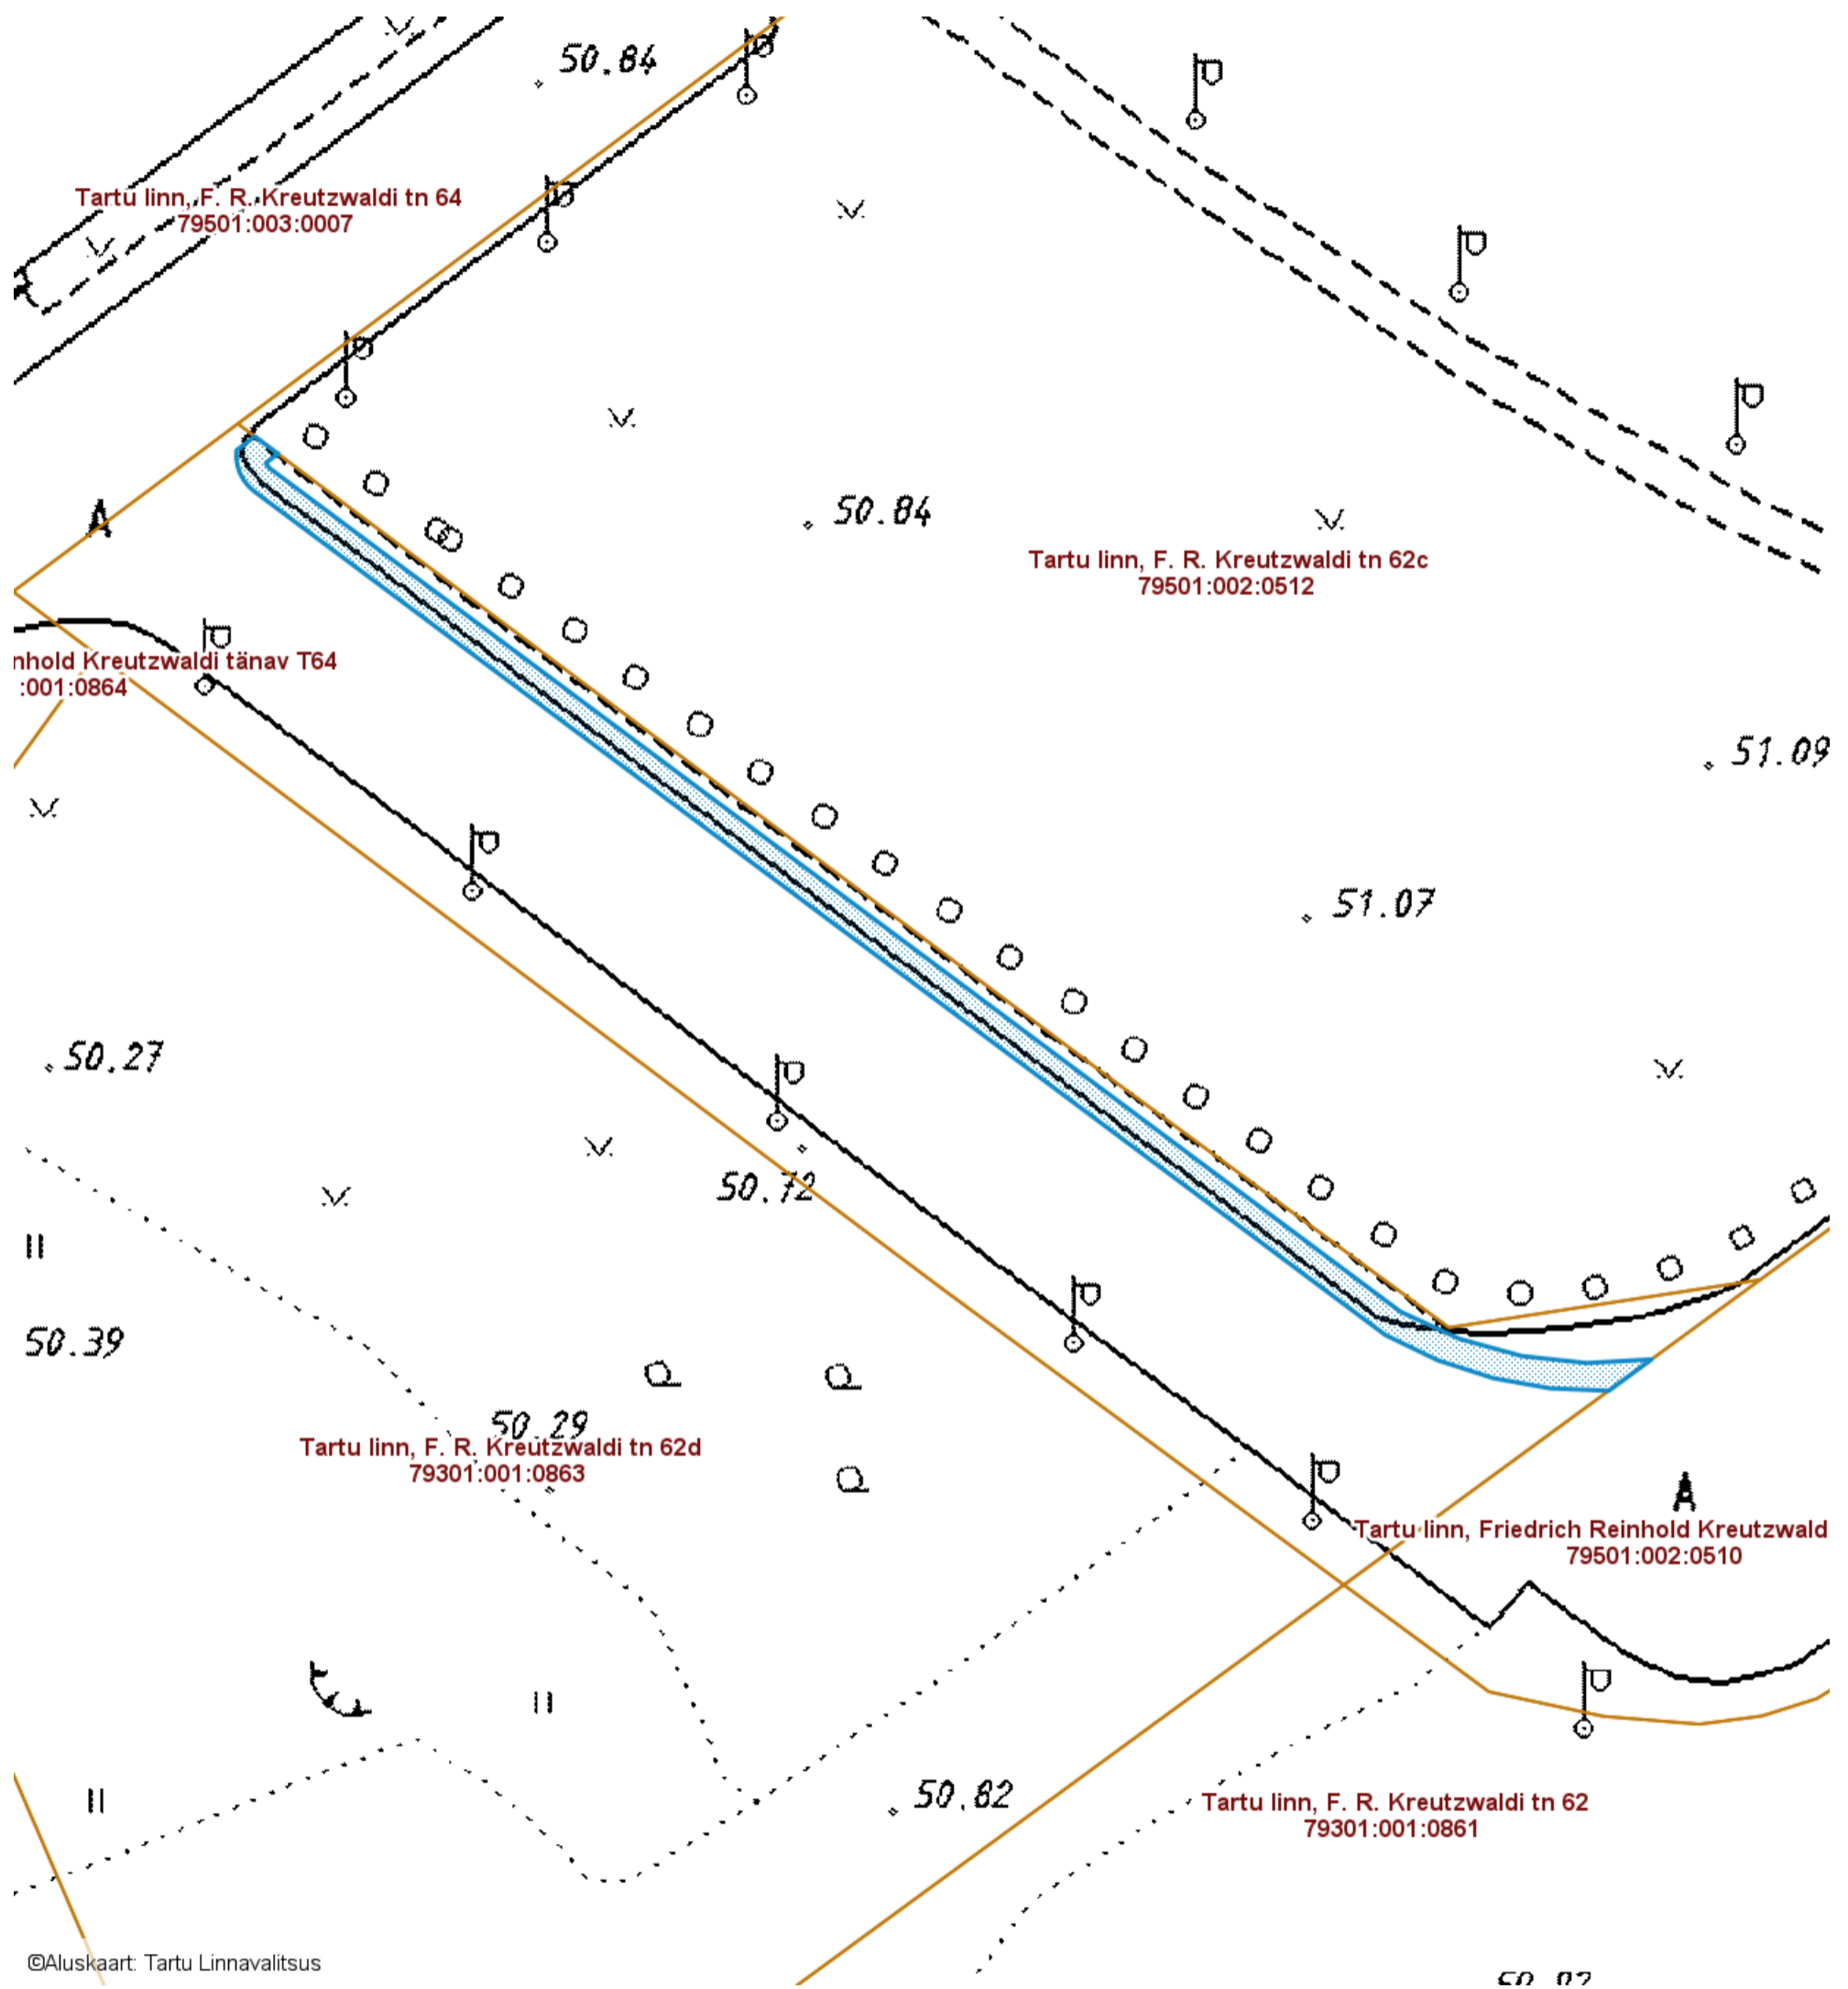 50.84
Tartu linn, F. R. Kreutzwaldi tn 64
79501:003:0007
A
50.84
Tartu linn, F. R. Kreutzwaldi tn 62c
79501:002:0512
nhold Kreutzwaldi tänav T64
:001:0864
51.09
51.07
50.27
50.72
50.39
50.29
Tartu linn, F. R. Kreutzwaldi tn 62d
79301:001:0863
A
Tartu linn, Friedrich Reinhold Kreutzwald
79501:002:0510
50.82
Tartu linn, F. R. Kreutzwaldi tn 62
79301:001:0861
©Aluskaart: Tartu Linnavalitsus